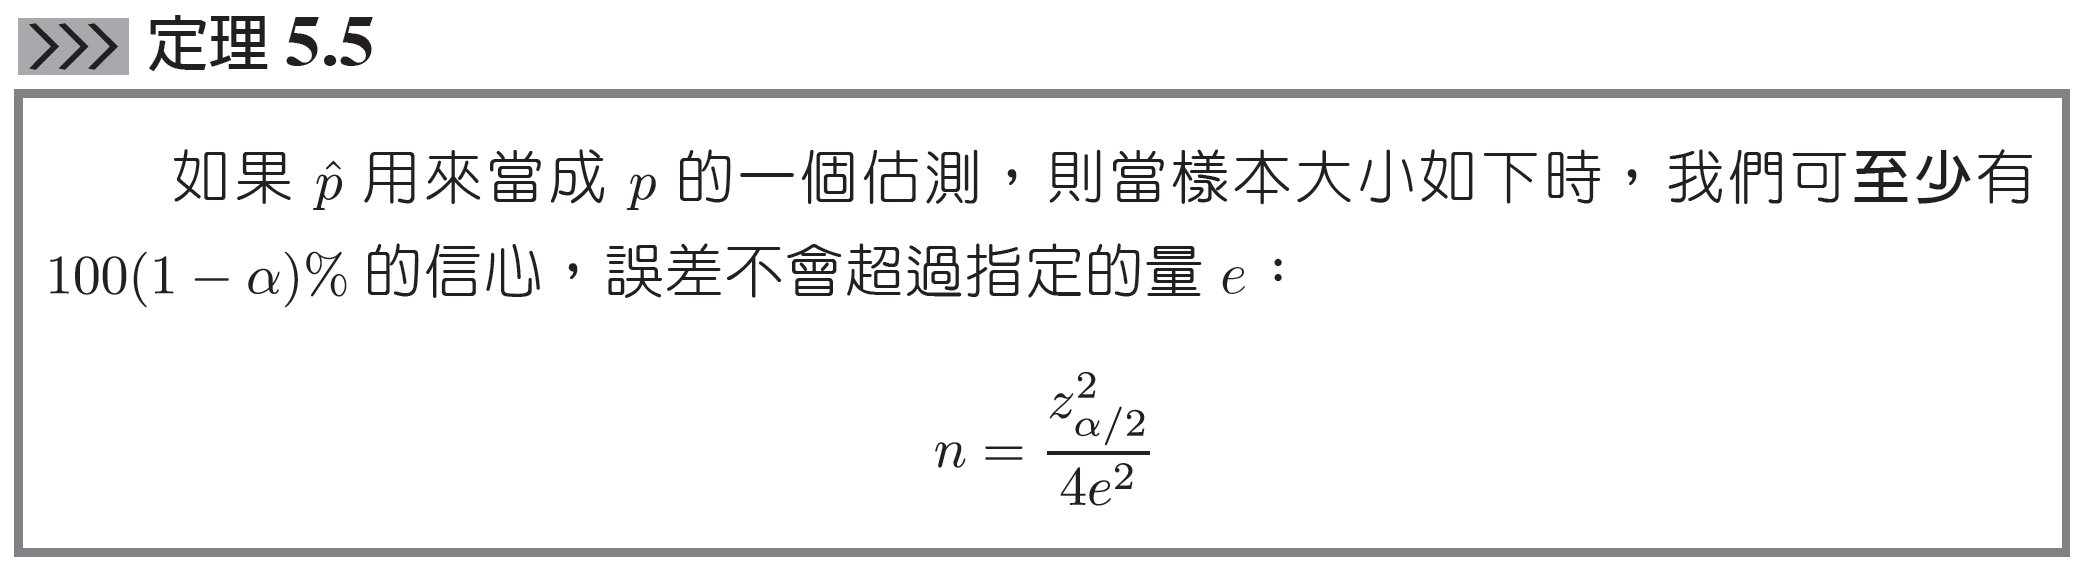 定理 5.5
如果 p̂ 用來當成 p 的一個估測，則當樣本大小如下時，我們可至少有
100(1 − α)% 的信心，誤差不會超過指定的量 e：
n = z²_{α/2} / 4e²